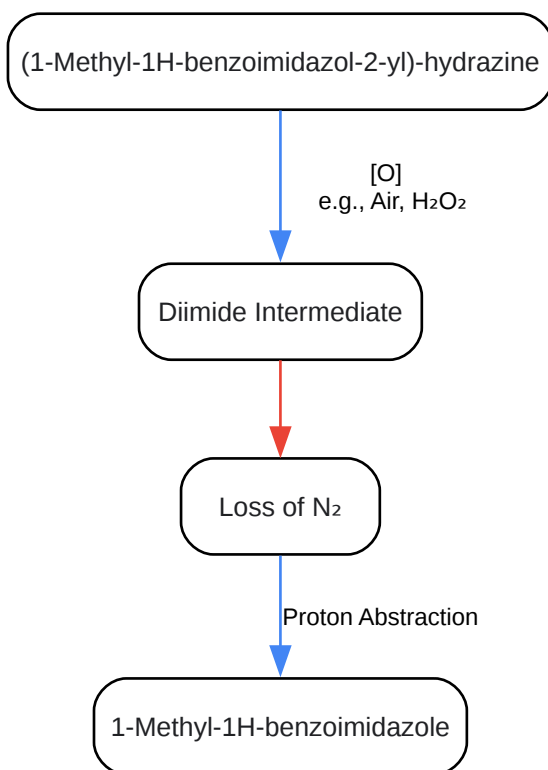 (1-Methyl-1H-benzoimidazol-2-yl)-hydrazine
[O]
e.g., Air, H₂O₂
Diimide Intermediate
Loss of N₂
Proton Abstraction
1-Methyl-1H-benzoimidazole